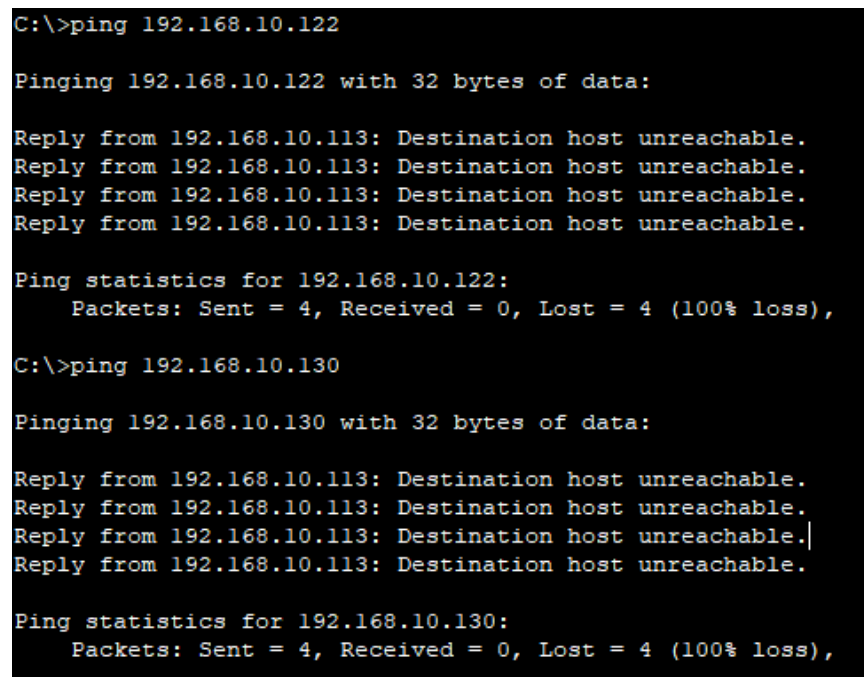 C:\>ping 192.168.10.122
Pinging 192.168.10.122 with 32 bytes of data:
Reply from 192.168.10.113: Destination host unreachable.
Reply from 192.168.10.113: Destination host unreachable.
Reply from 192.168.10.113: Destination host unreachable.
Reply from 192.168.10.113: Destination host unreachable.
Ping statistics for 192.168.10.122:
    Packets: Sent = 4, Received = 0, Lost = 4 (100% loss),
C:\>ping 192.168.10.130
Pinging 192.168.10.130 with 32 bytes of data:
Reply from 192.168.10.113: Destination host unreachable.
Reply from 192.168.10.113: Destination host unreachable.
Reply from 192.168.10.113: Destination host unreachable.
Reply from 192.168.10.113: Destination host unreachable.
Ping statistics for 192.168.10.130:
    Packets: Sent = 4, Received = 0, Lost = 4 (100% loss),